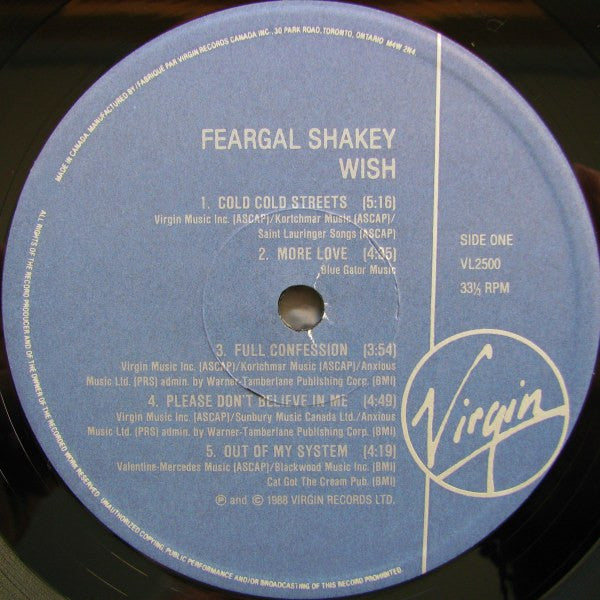 MADE IN CANADA. MANUFACTURED BY / FABRIQUÉ PAR VIRGIN RECORDS CANADA INC., 30 PARK ROAD, TORONTO, ONTARIO M4W 2N4
FEARGAL SHAKEY
WISH
1. COLD COLD STREETS (5:16)
Virgin Music Inc. (ASCAP)/Kortchmar Music (ASCAP)/
Saint Lauringer Songs (ASCAP)
2. MORE LOVE (4:35)
Blue Gator Music
SIDE ONE
VL2500
33⅓ RPM
3. FULL CONFESSION (3:54)
Virgin Music Inc. (ASCAP)/Kortchmar Music (ASCAP)/Anxious
Music Ltd. (PRS) admin. by Warner-Tamberlane Publishing Corp. (BMI)
4. PLEASE DON'T BELIEVE IN ME (4:49)
Virgin Music Inc. (ASCAP)/Sunbury Music Canada Ltd./Anxious
Music Ltd. (PRS) admin. by Warner-Tamberlane Publishing Corp. (BMI)
5. OUT OF MY SYSTEM (4:19)
Valentine-Mercedes Music (ASCAP)/Blackwood Music Inc. (BMI)
Cat Got The Cream Pub. (BMI)
℗ and © 1988 VIRGIN RECORDS LTD.
Virgin
ALL RIGHTS OF THE RECORD PRODUCER AND OF THE OWNER OF THE RECORDED WORK RESERVED. UNAUTHORIZED COPYING, PUBLIC PERFORMANCE AND/OR BROADCASTING OF THIS RECORD PROHIBITED.